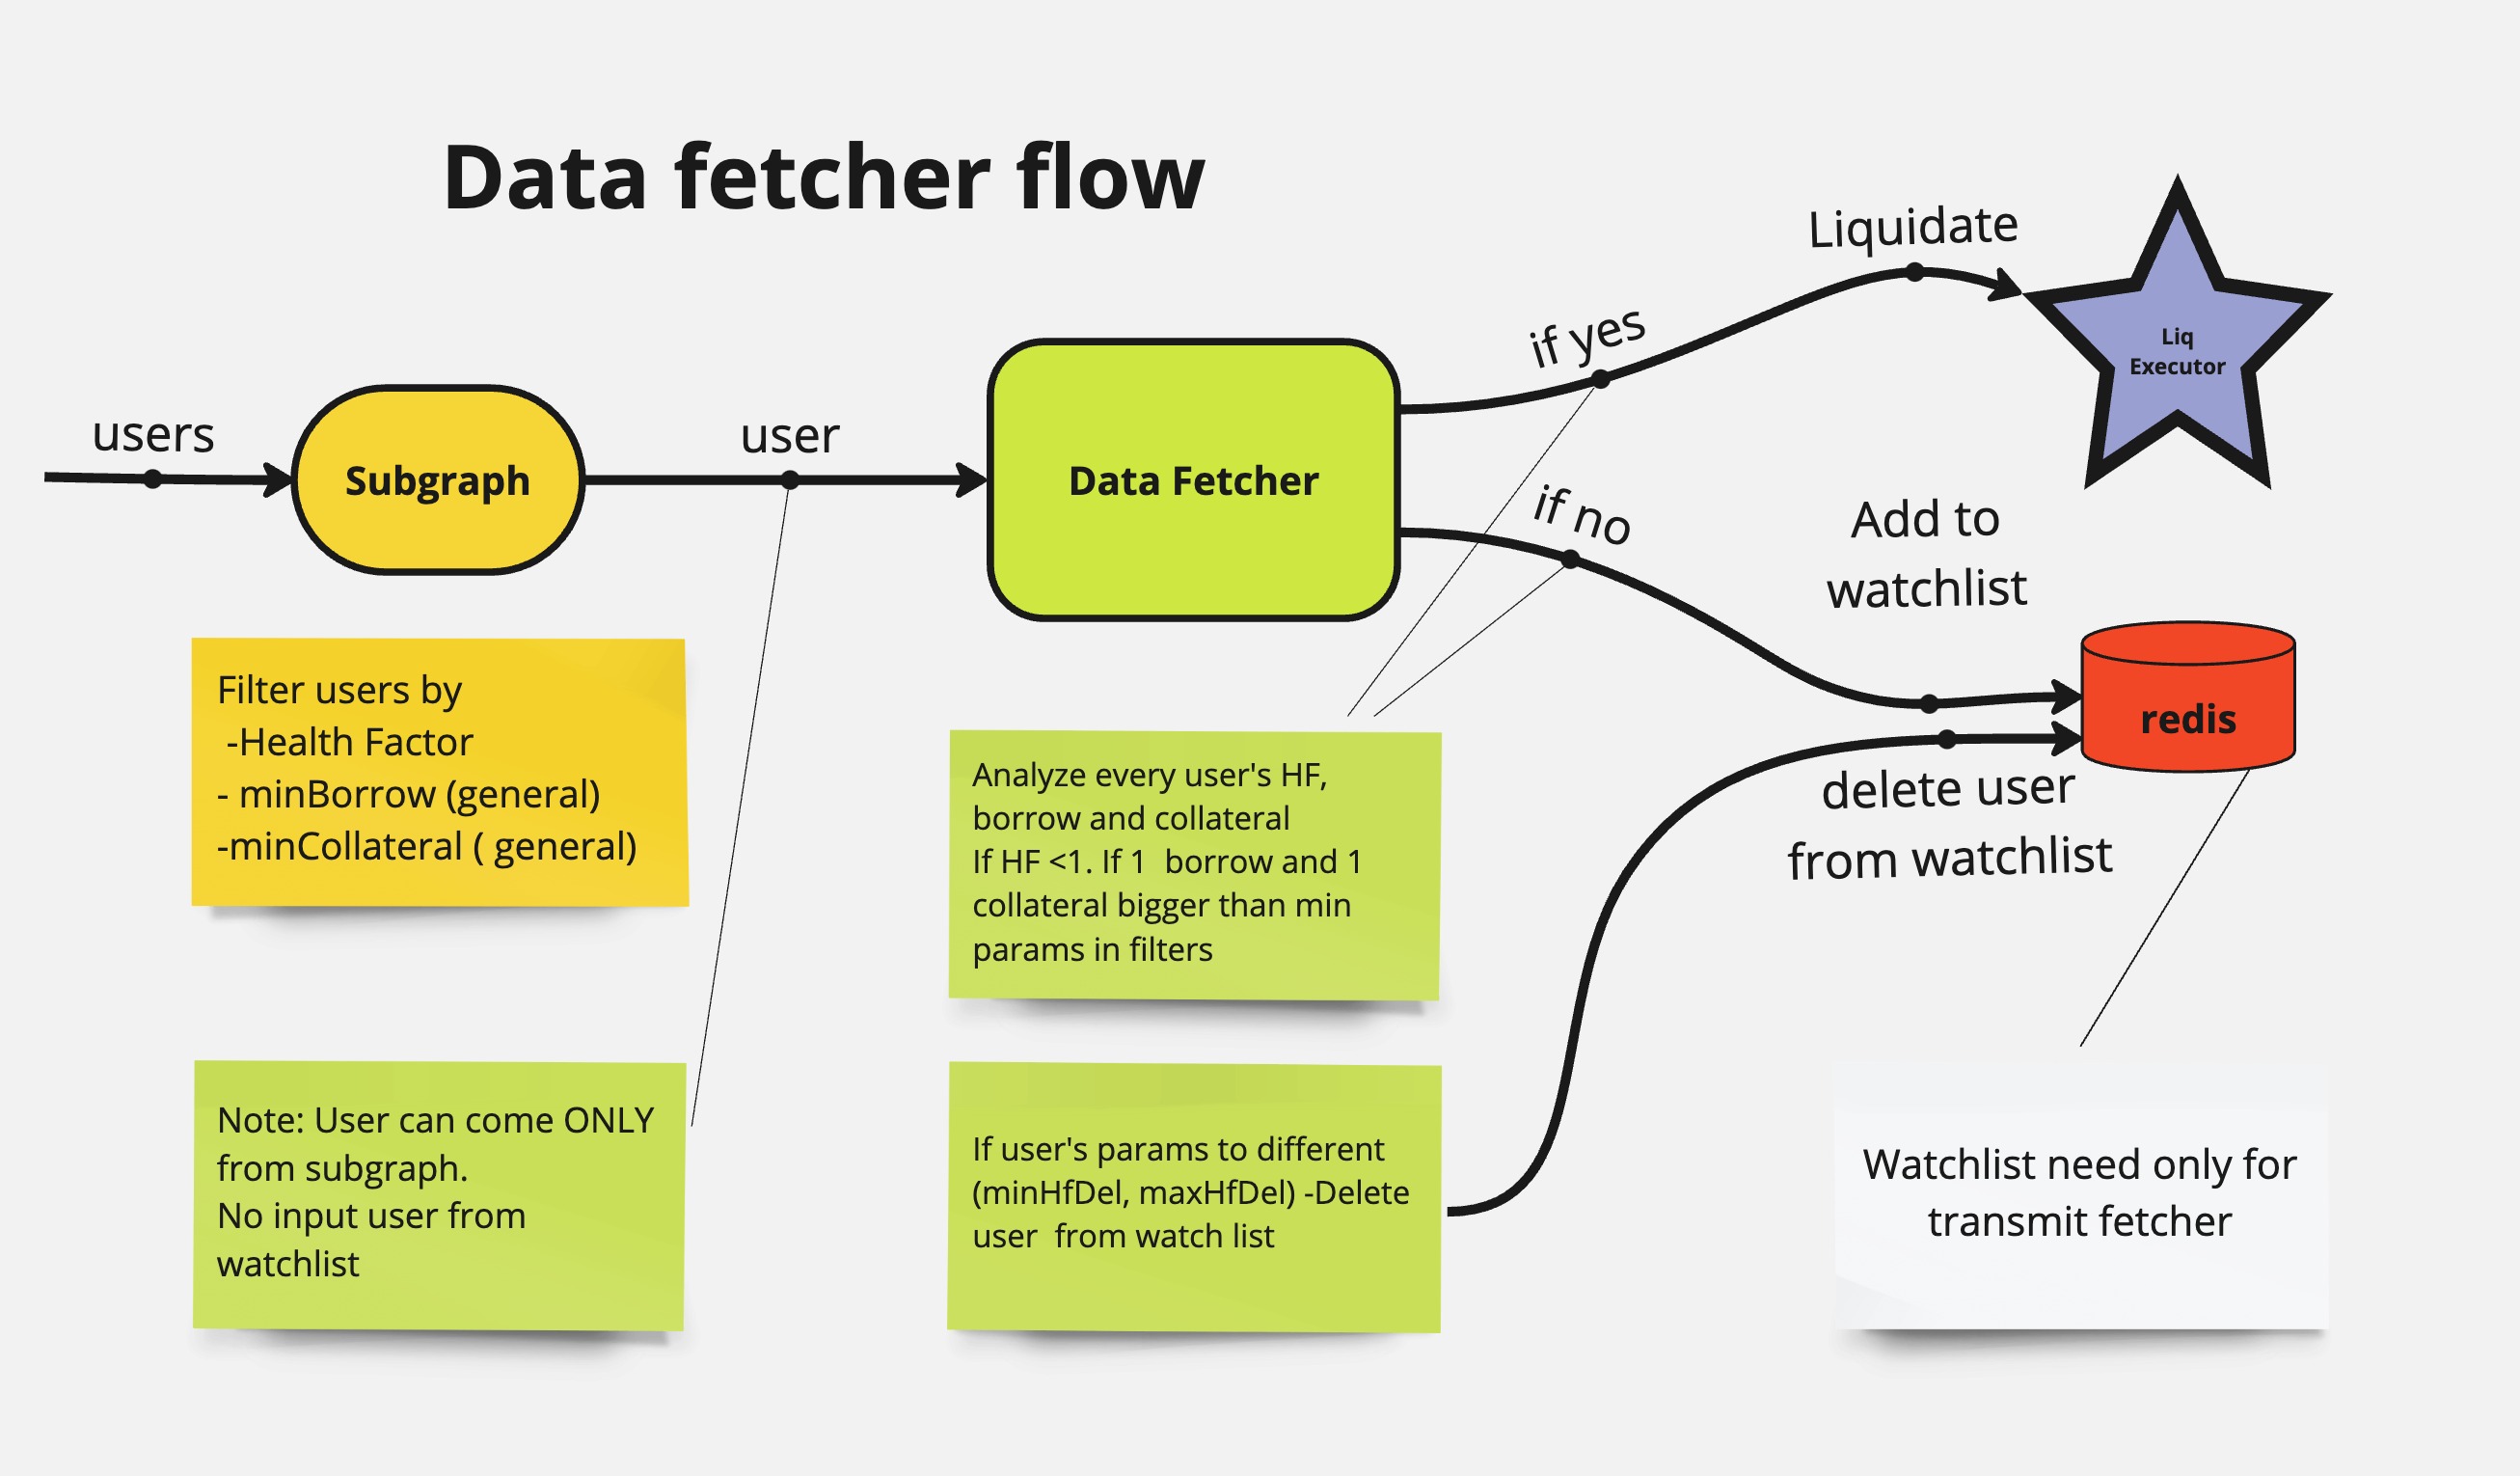 Data fetcher flow
users
Subgraph
user
Data Fetcher
if yes
Liquidate
Liq
Executor
if no
Add to
watchlist
redis
delete user
from watchlist
Filter users by
-Health Factor
- minBorrow (general)
-minCollateral ( general)
Note: User can come ONLY
from subgraph.
No input user from
watchlist
Analyze every user's HF,
borrow and collateral
If HF <1. If 1  borrow and 1
collateral bigger than min
params in filters
If user's params to different
(minHfDel, maxHfDel) -Delete
user  from watch list
Watchlist need only for
transmit fetcher